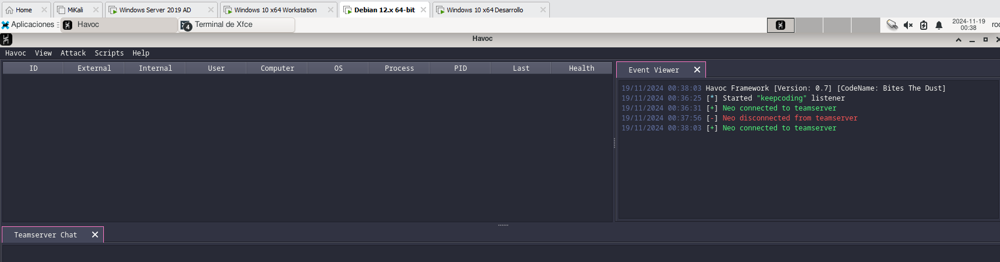 Home MiKali Windows Server 2019 AD Windows 10 x64 Workstation Debian 12.x 64-bit Windows 10 x64 Desarrollo
Aplicaciones Havoc 4 Terminal de Xfce 2024-11-19
00:38
Havoc
Havoc View Attack Scripts Help
ID External Internal User Computer OS Process PID Last Health
Event Viewer
19/11/2024 00:38:03 Havoc Framework [Version: 0.7] [CodeName: Bites The Dust]
19/11/2024 00:36:25 [*] Started "keepcoding" listener
19/11/2024 00:36:31 [+] Neo connected to teamserver
19/11/2024 00:37:56 [-] Neo disconnected from teamserver
19/11/2024 00:38:03 [+] Neo connected to teamserver
Teamserver Chat